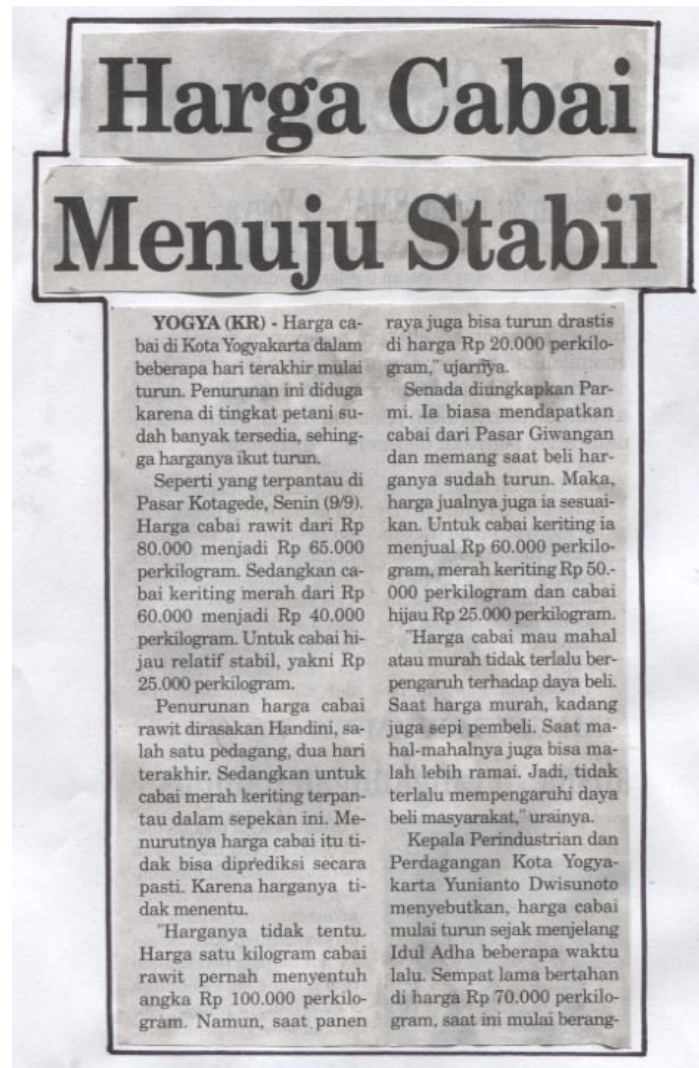 Harga Cabai
Menuju Stabil
YOGYA (KR) - Harga ca-
bai di Kota Yogyakarta dalam
beberapa hari terakhir mulai
turun. Penurunan ini diduga
karena di tingkat petani su-
dah banyak tersedia, sehing-
ga harganya ikut turun.
Seperti yang terpantau di
Pasar Kotagede, Senin (9/9).
Harga cabai rawit dari Rp
80.000 menjadi Rp 65.000
perkilogram. Sedangkan ca-
bai keriting merah dari Rp
60.000 menjadi Rp 40.000
perkilogram. Untuk cabai hi-
jau relatif stabil, yakni Rp
25.000 perkilogram.
Penurunan harga cabai
rawit dirasakan Handini, sa-
lah satu pedagang, dua hari
terakhir. Sedangkan untuk
cabai merah keriting terpan-
tau dalam sepekan ini. Me-
nurutnya harga cabai itu ti-
dak bisa diprediksi secara
pasti. Karena harganya ti-
dak menentu.
"Harganya tidak tentu.
Harga satu kilogram cabai
rawit pernah menyentuh
angka Rp 100.000 perkilo-
gram. Namun, saat panen
raya juga bisa turun drastis
di harga Rp 20.000 perkilo-
gram," ujarnya.
Senada diungkapkan Par-
mi. Ia biasa mendapatkan
cabai dari Pasar Giwangan
dan memang saat beli har-
ganya sudah turun. Maka,
harga jualnya juga ia sesuai-
kan. Untuk cabai keriting ia
menjual Rp 60.000 perkilo-
gram, merah keriting Rp 50.-
000 perkilogram dan cabai
hijau Rp 25.000 perkilogram.
"Harga cabai mau mahal
atau murah tidak terlalu ber-
pengaruh terhadap daya beli.
Saat harga murah, kadang
juga sepi pembeli. Saat ma-
hal-mahalnya juga bisa ma-
lah lebih ramai. Jadi, tidak
terlalu mempengaruhi daya
beli masyarakat," urainya.
Kepala Perindustrian dan
Perdagangan Kota Yogya-
karta Yunianto Dwisunoto
menyebutkan, harga cabai
mulai turun sejak menjelang
Idul Adha beberapa waktu
lalu. Sempat lama bertahan
di harga Rp 70.000 perkilo-
gram, saat ini mulai berang-